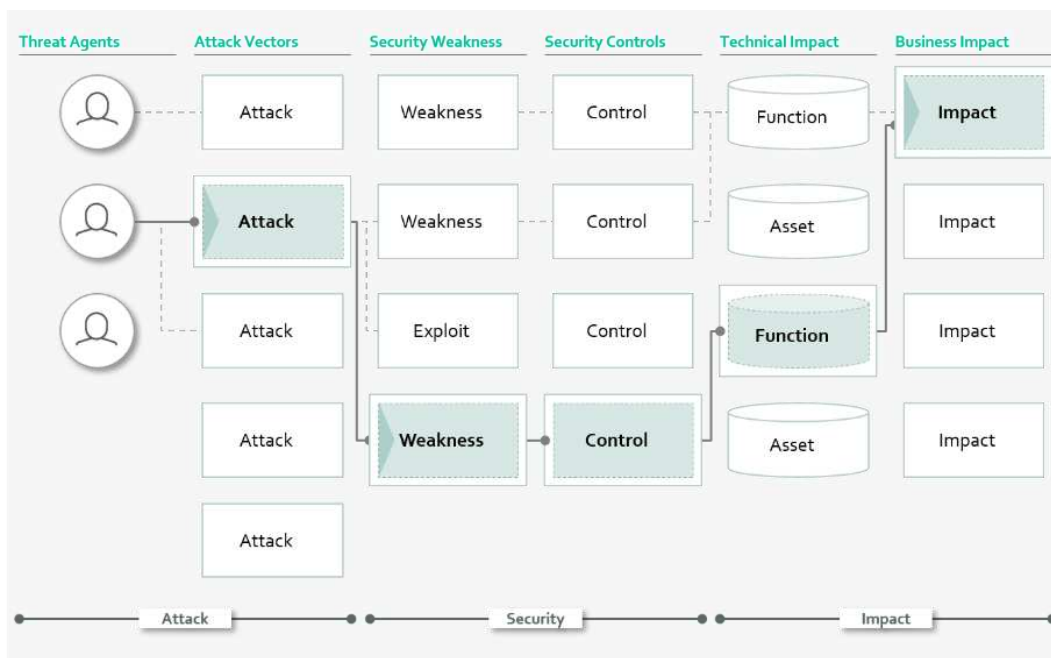 Threat Agents Attack Vectors Security Weakness Security Controls Technical Impact Business Impact
Attack Weakness Control Function Impact
Attack Weakness Control Asset Impact
Attack Exploit Control Function Impact
Attack Weakness Control Asset Impact
Attack
Attack Security Impact